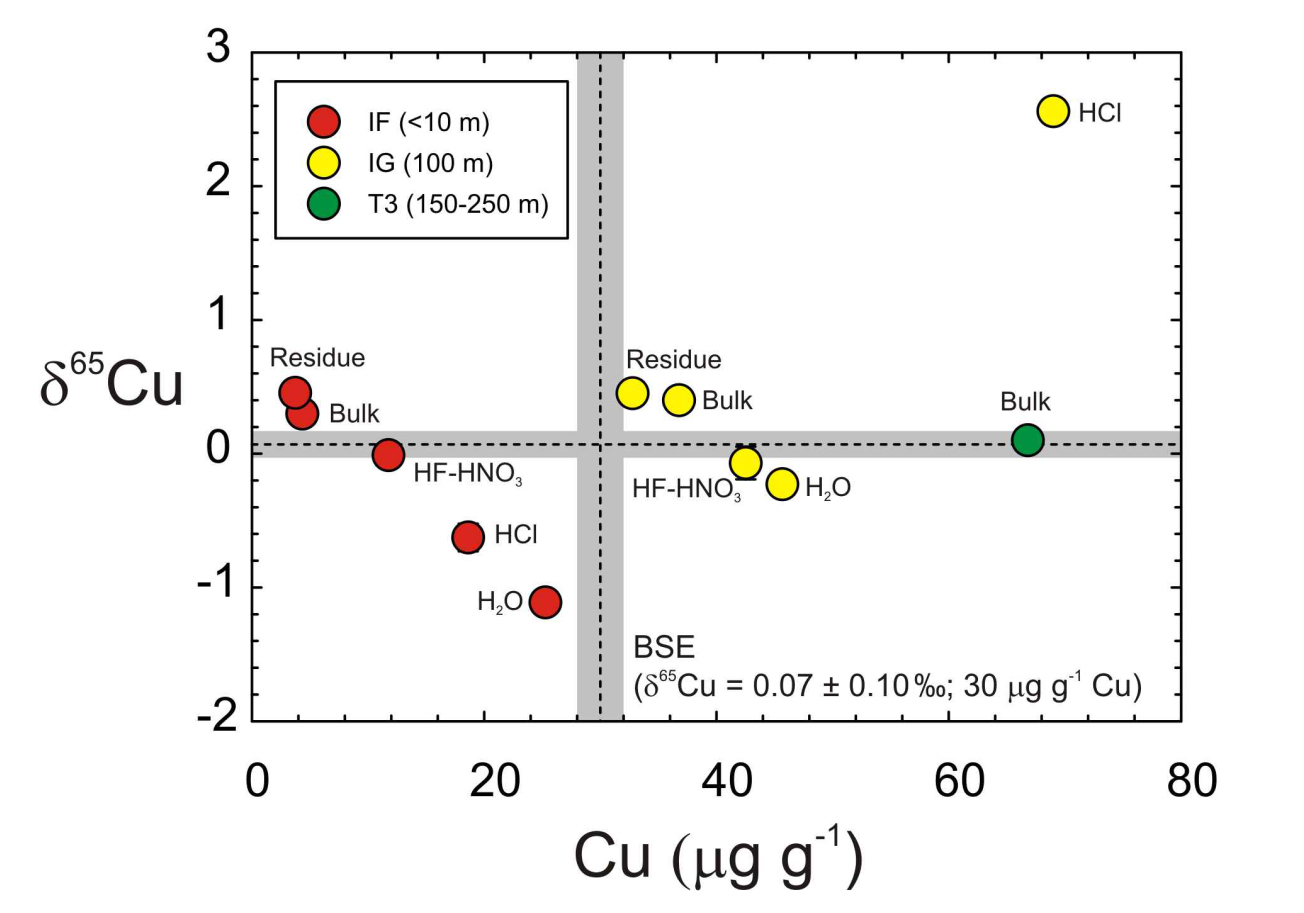 3
2
1
0
-1
-2
δ⁶⁵Cu
IF (<10 m)
IG (100 m)
T3 (150-250 m)
HCl
Residue
Bulk
HF-HNO₃
HCl
H₂O
Residue
Bulk
HF-HNO₃
H₂O
Bulk
BSE
(δ⁶⁵Cu = 0.07 ± 0.10‰; 30 μg g⁻¹ Cu)
0 20 40 60 80
Cu (μg g⁻¹)